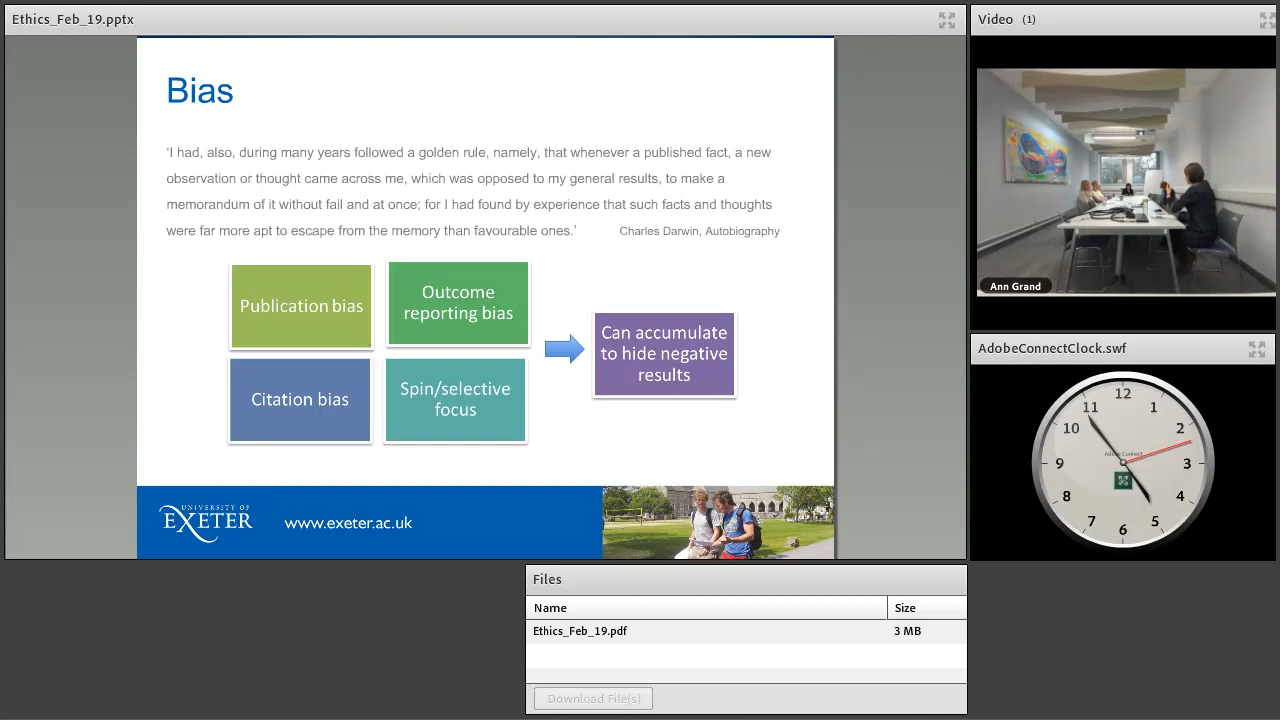 Ethics_Feb_19.pptx
Bias
‘I had, also, during many years followed a golden rule, namely, that whenever a published fact, a new
observation or thought came across me, which was opposed to my general results, to make a
memorandum of it without fail and at once; for I had found by experience that such facts and thoughts
were far more apt to escape from the memory than favourable ones.’ Charles Darwin, Autobiography
Publication bias
Outcome
reporting bias
Citation bias
Spin/selective
focus
Can accumulate
to hide negative
results
UNIVERSITY OF
EXETER
www.exeter.ac.uk
Video (1)
Ann Grand
AdobeConnectClock.swf
12
1
2
3
4
5
6
7
8
9
10
11
Adobe Connect
Files
Name Size
Ethics_Feb_19.pdf 3 MB
Download File(s)